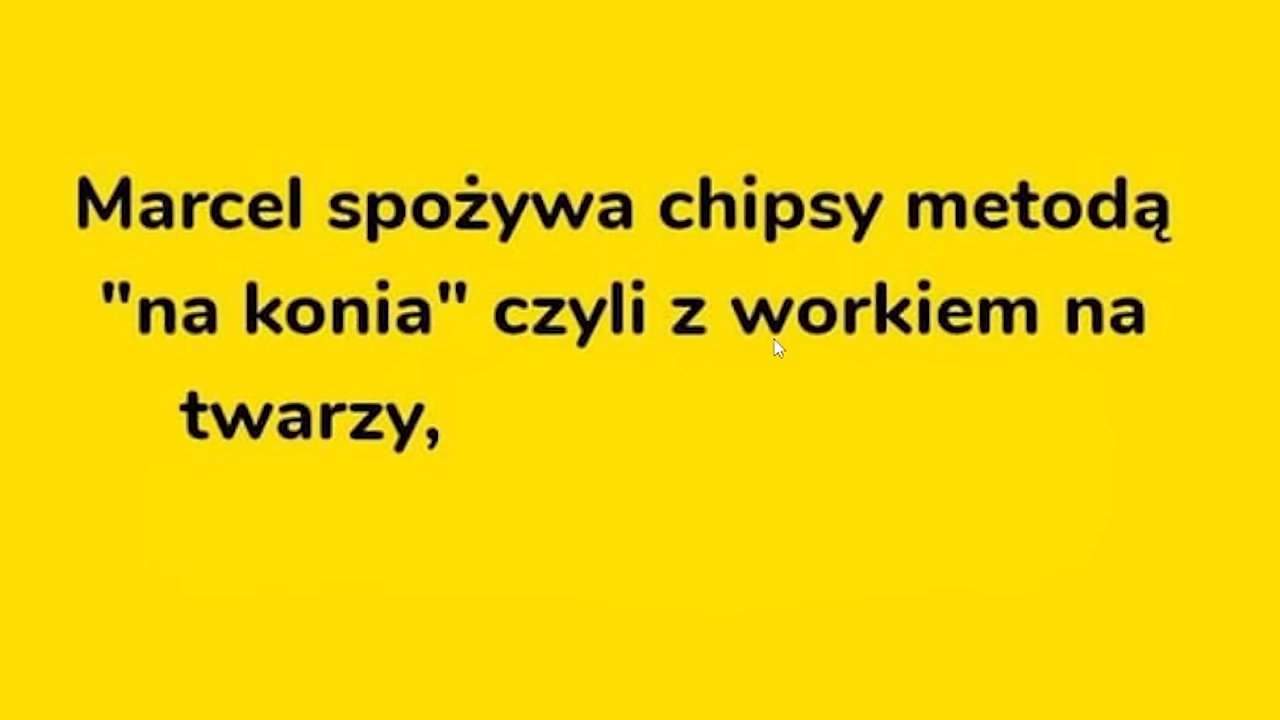 Marcel spożywa chipsy metodą
"na konia" czyli z workiem na
twarzy,